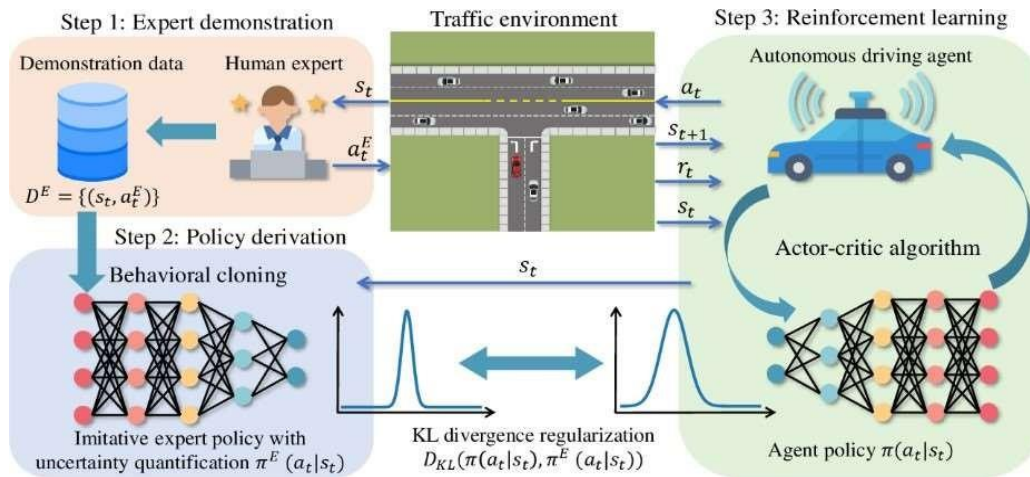 Step 1: Expert demonstration
Traffic environment
Step 3: Reinforcement learning
Demonstration data
Human expert
Autonomous driving agent
s_t
a_t^E
a_t
s_{t+1}
r_t
s_t
D^E = {(s_t, a_t^E)}
Step 2: Policy derivation
Behavioral cloning
s_t
Actor-critic algorithm
Imitative expert policy with
uncertainty quantification π^E (a_t|s_t)
KL divergence regularization
D_{KL}(π(a_t|s_t), π^E (a_t|s_t))
Agent policy π(a_t|s_t)